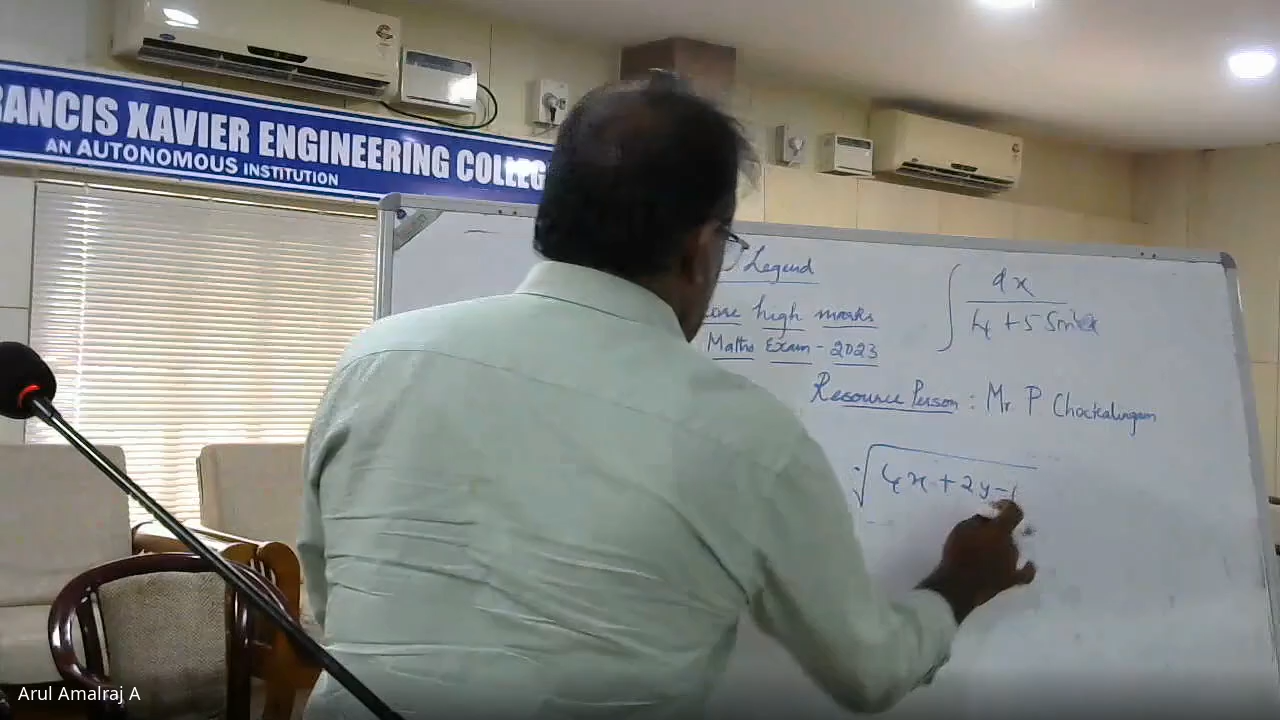 RANCIS XAVIER ENGINEERING COLLEG
AN AUTONOMOUS INSTITUTION
Legend
high marks
Maths Exam - 2023
∫ dx / 4 + 5 Sin
Resource Person : Mr P Chockalingam
√ 4x + 2y - 1
Arul Amalraj A